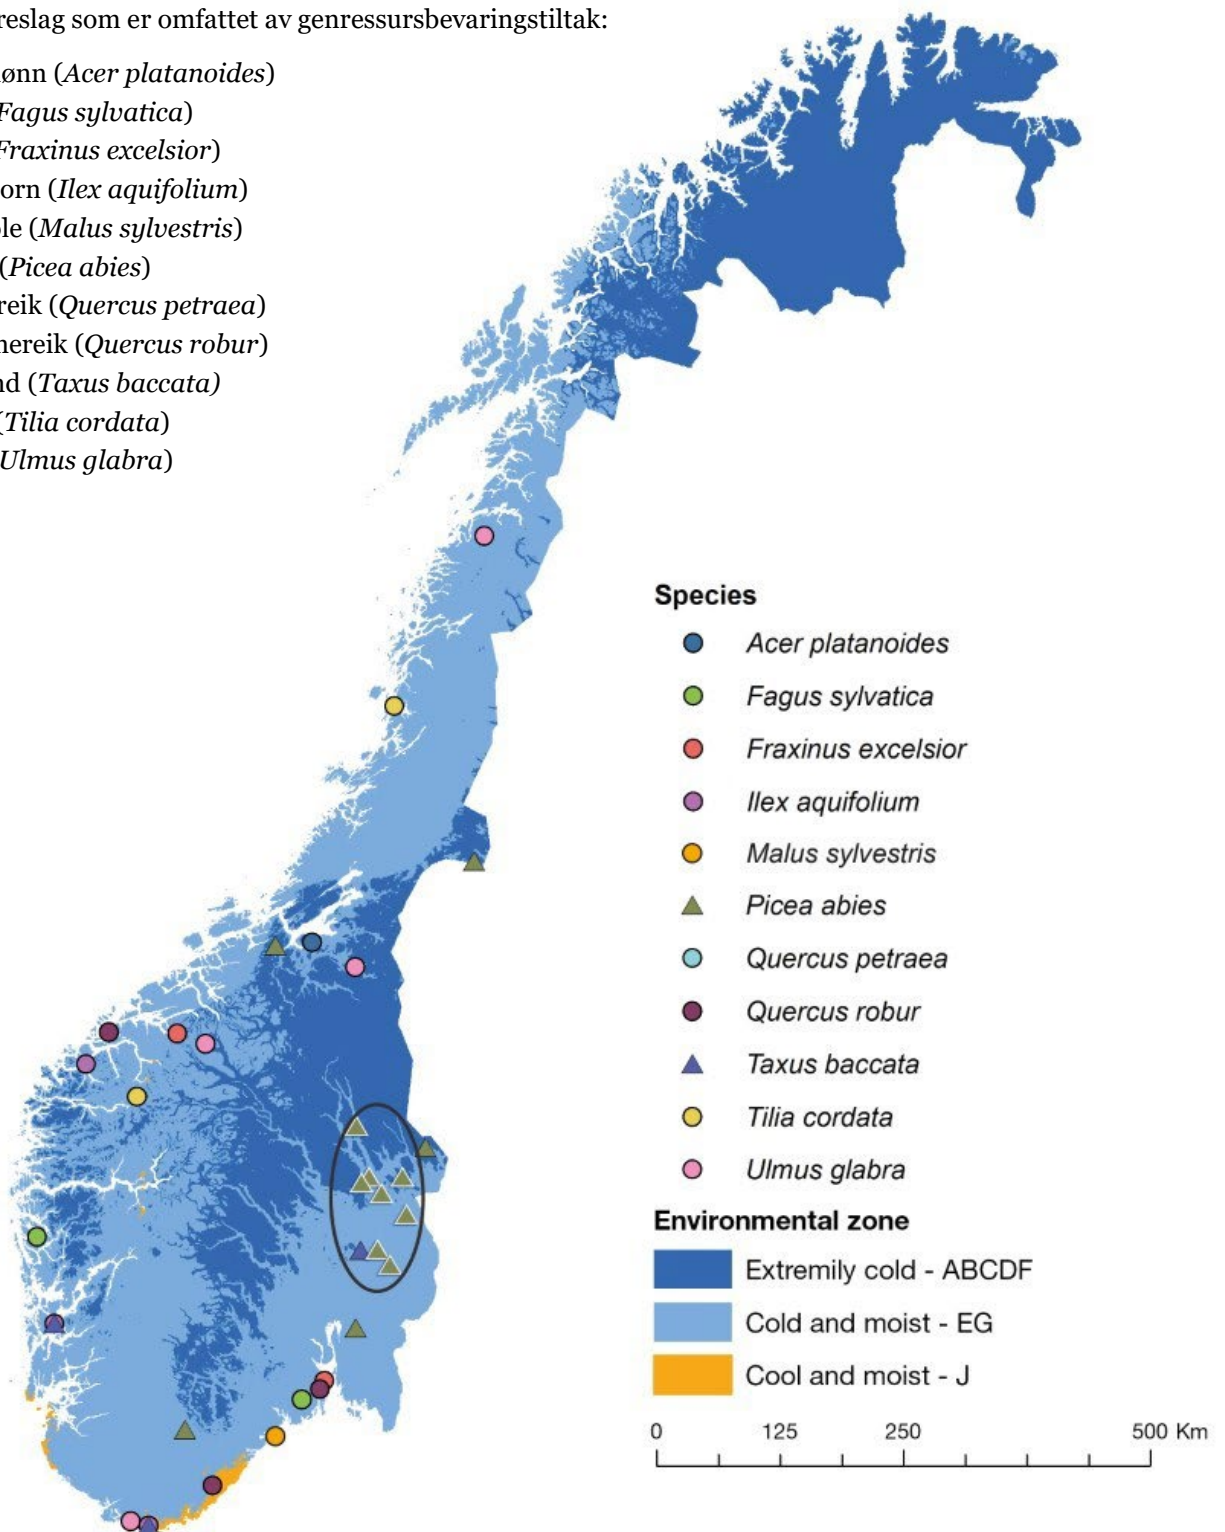 reslag som er omfattet av genressursbevaringstiltak:
ønn (Acer platanoides)
Fagus sylvatica)
Fraxinus excelsior)
orn (Ilex aquifolium)
le (Malus sylvestris)
(Picea abies)
reik (Quercus petraea)
nereik (Quercus robur)
nd (Taxus baccata)
(Tilia cordata)
Ulmus glabra)
Species
Acer platanoides
Fagus sylvatica
Fraxinus excelsior
Ilex aquifolium
Malus sylvestris
Picea abies
Quercus petraea
Quercus robur
Taxus baccata
Tilia cordata
Ulmus glabra
Environmental zone
Extremily cold - ABCDF
Cold and moist - EG
Cool and moist - J
0 125 250 500 Km